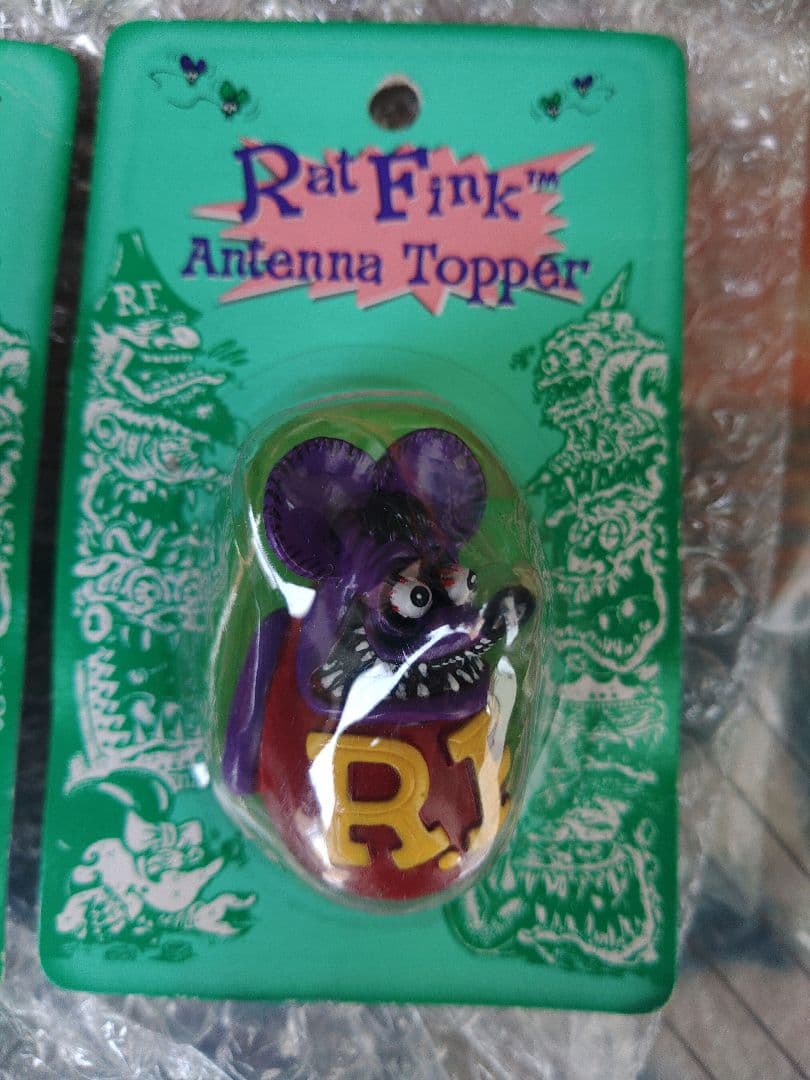 Rat Fink™
Antenna Topper
R.F.
R.F.